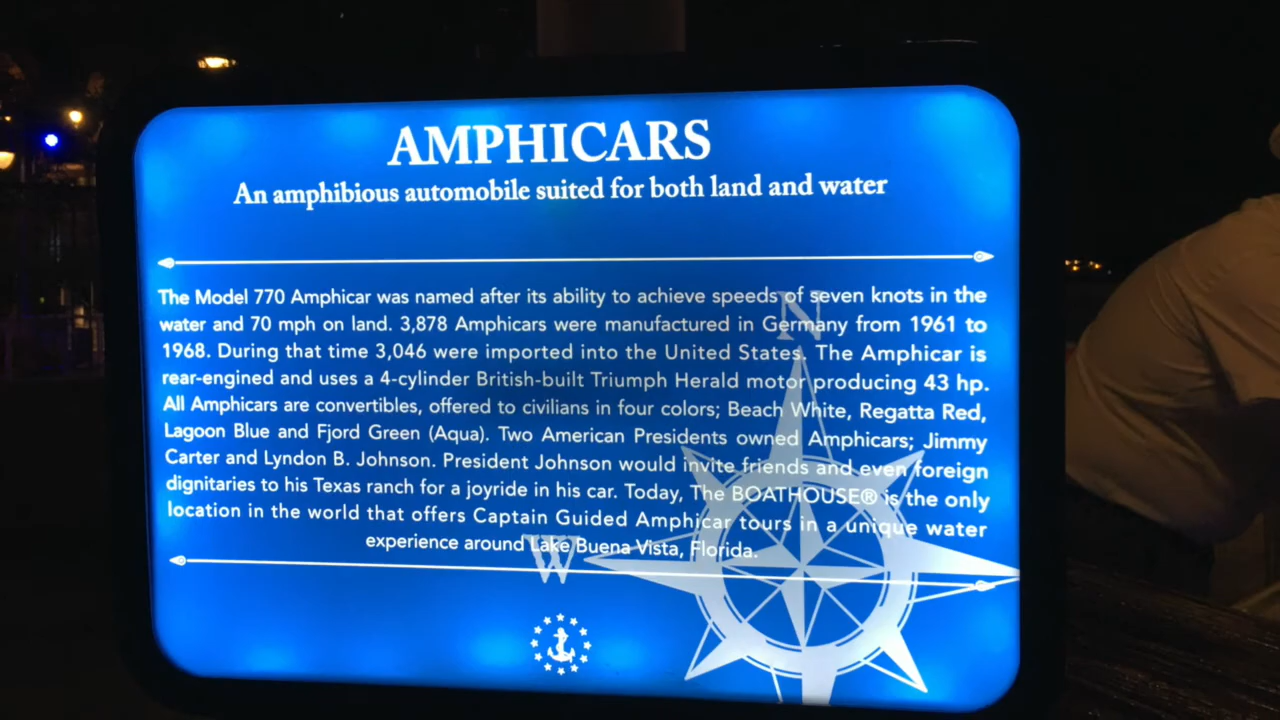 AMPHICARS
An amphibious automobile suited for both land and water
The Model 770 Amphicar was named after its ability to achieve speeds of seven knots in the
water and 70 mph on land. 3,878 Amphicars were manufactured in Germany from 1961 to
1968. During that time 3,046 were imported into the United States. The Amphicar is
rear-engined and uses a 4-cylinder British-built Triumph Herald motor producing 43 hp.
All Amphicars are convertibles, offered to civilians in four colors; Beach White, Regatta Red,
Lagoon Blue and Fjord Green (Aqua). Two American Presidents owned Amphicars; Jimmy
Carter and Lyndon B. Johnson. President Johnson would invite friends and even foreign
dignitaries to his Texas ranch for a joyride in his car. Today, The BOATHOUSE® is the only
location in the world that offers Captain Guided Amphicar tours in a unique water
experience around Lake Buena Vista, Florida.
N
W